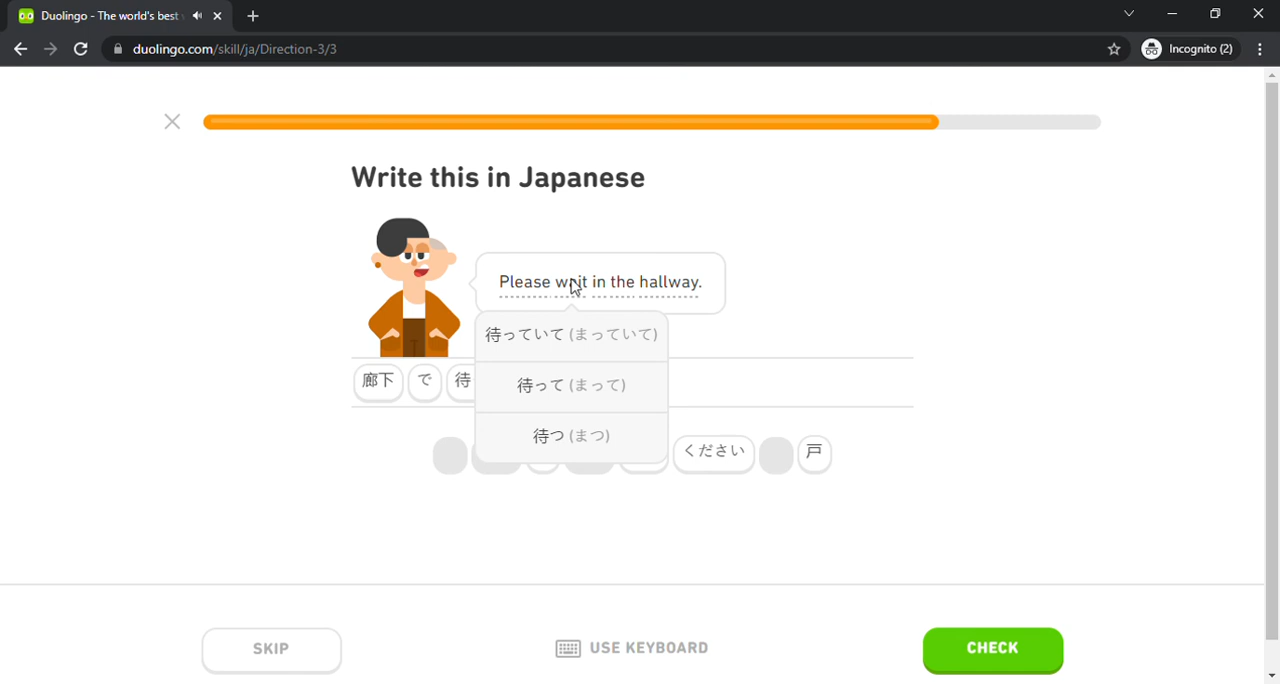 Duolingo - The world's best
duolingo.com/skill/ja/Direction-3/3
Incognito (2)
Write this in Japanese
Please wait in the hallway.
待っていて (まっていて)
待って (まって)
待つ (まつ)
廊下 で 待
ください 戸
SKIP
USE KEYBOARD
CHECK